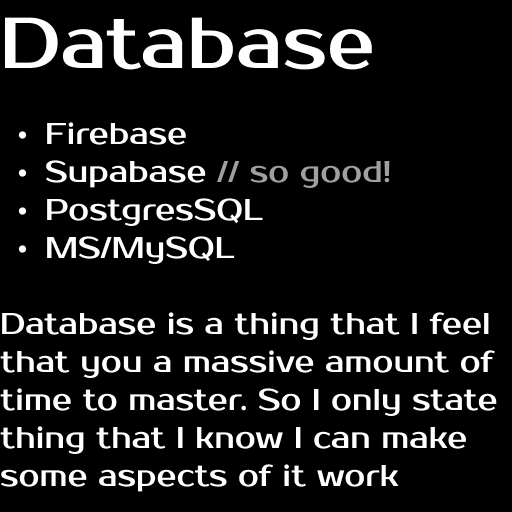 Database
• Firebase
• Supabase // so good!
• PostgresSQL
• MS/MySQL
Database is a thing that I feel
that you a massive amount of
time to master. So I only state
thing that I know I can make
some aspects of it work